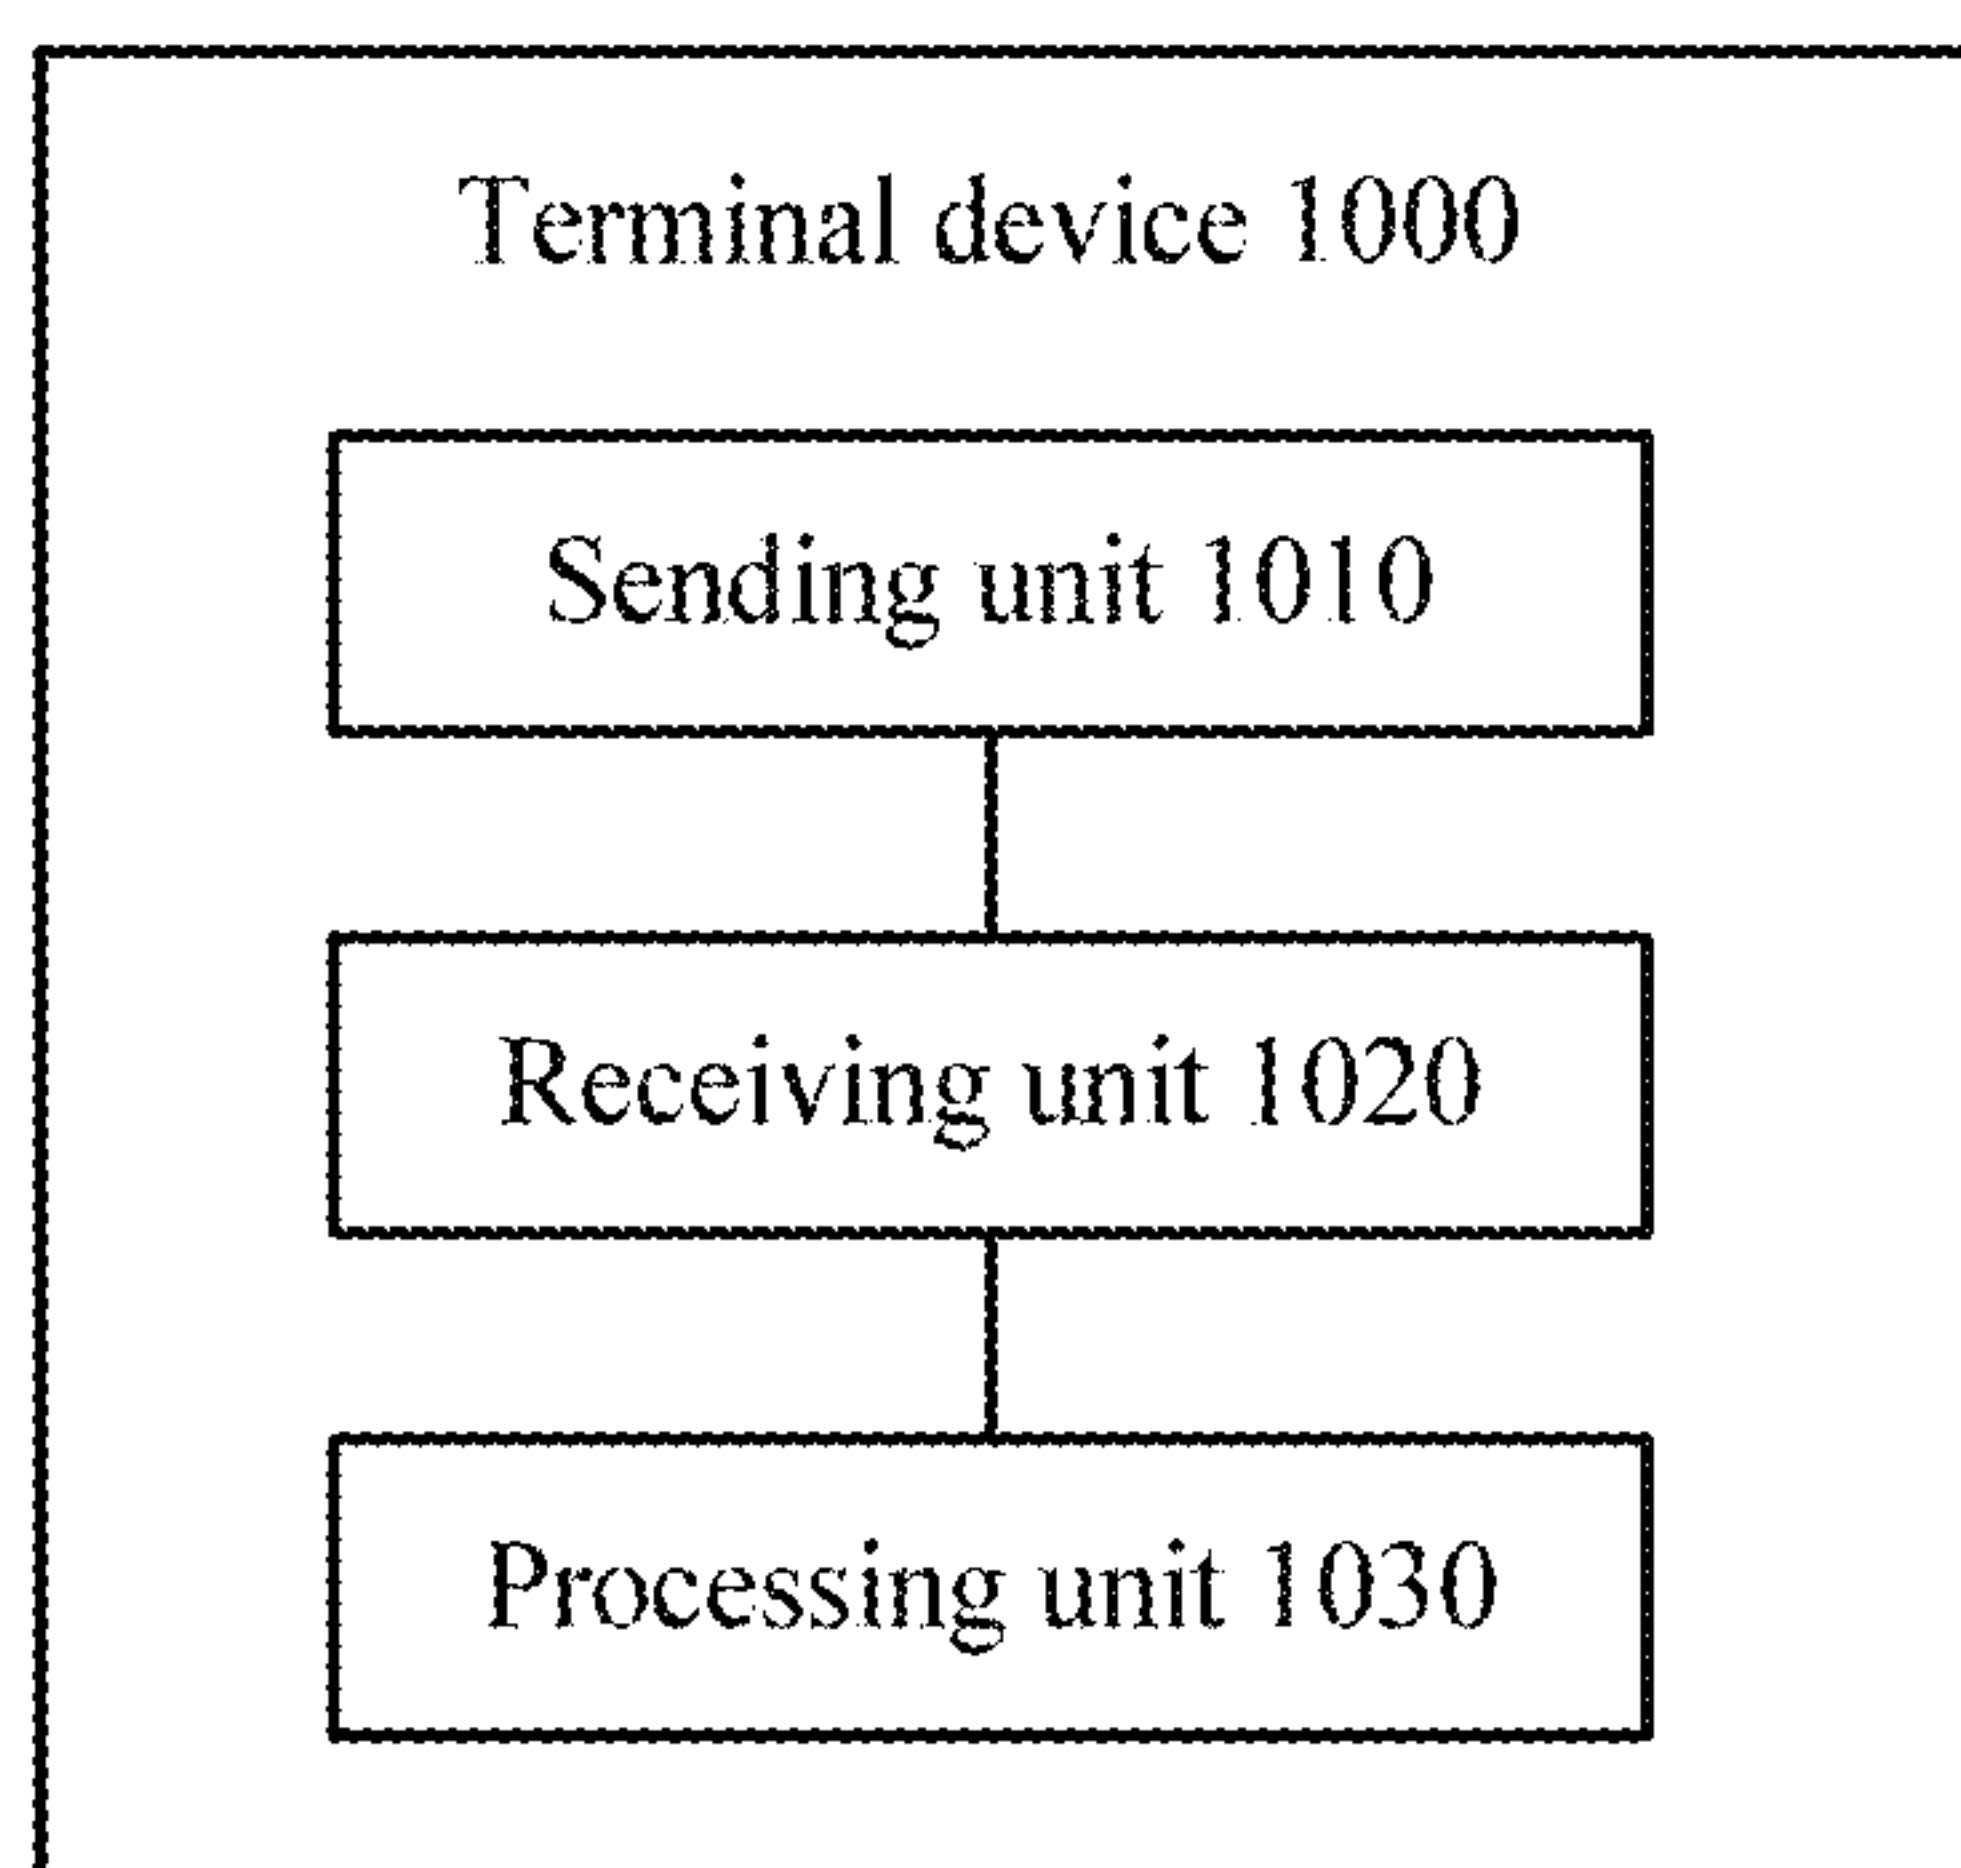 Terminal device 1000
Sending unit 1010
Receiving unit 1020
Processing unit 1030